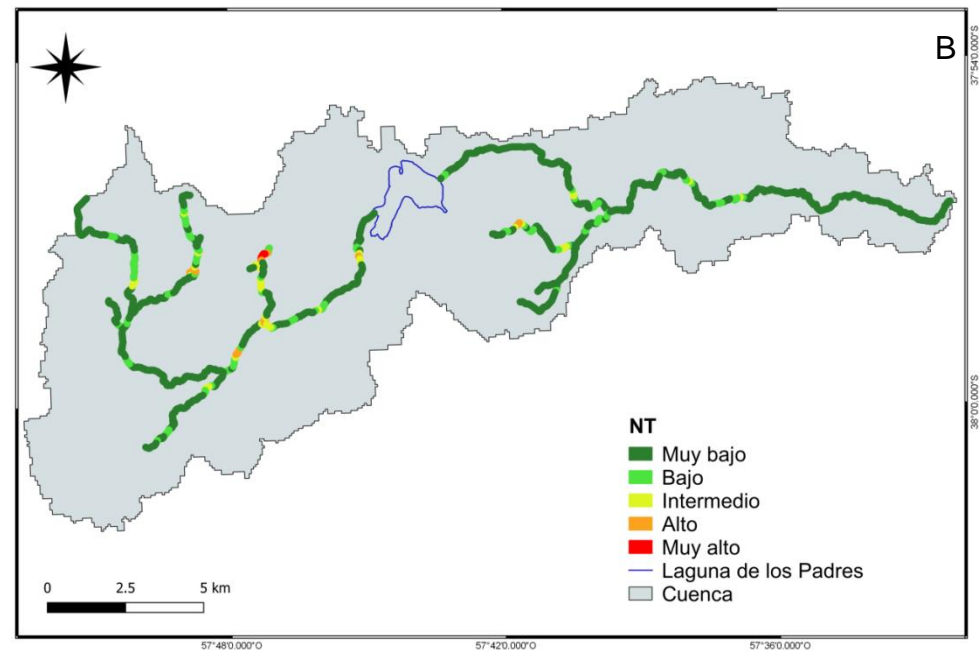 B
37°54'0.000"S
38°0'0.000"S
NT
Muy bajo
Bajo
Intermedio
Alto
Muy alto
Laguna de los Padres
Cuenca
0 2.5 5 km
57°48'0.000"O 57°42'0.000"O 57°36'0.000"O